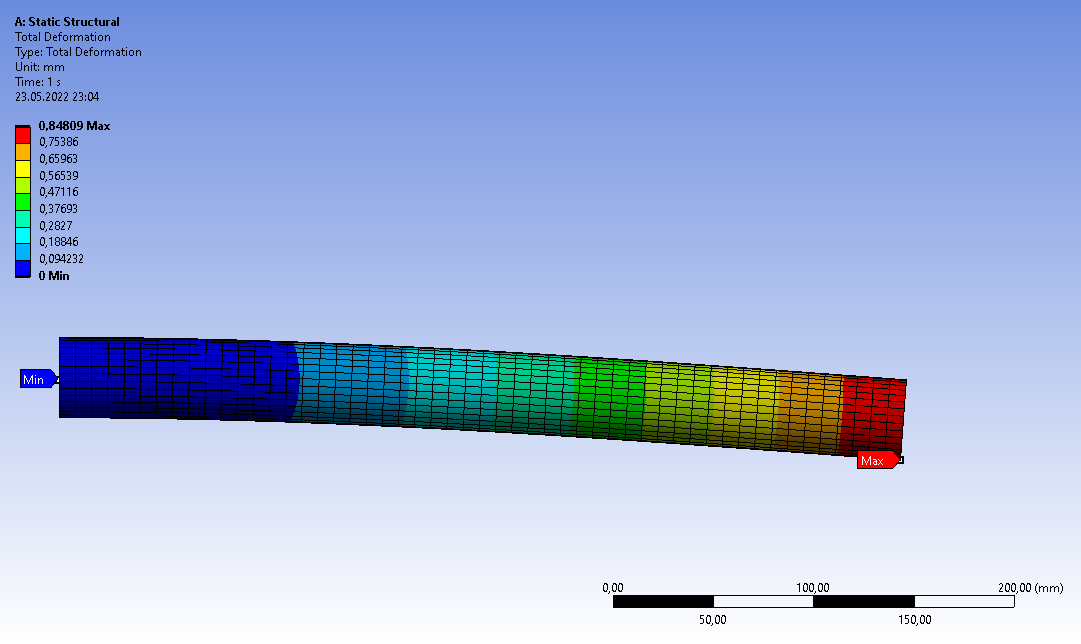 A: Static Structural
Total Deformation
Type: Total Deformation
Unit: mm
Time: 1 s
23.05.2022 23:04
0,84809 Max
0,75386
0,65963
0,56539
0,47116
0,37693
0,2827
0,18846
0,094232
0 Min
Min
Max
0,00 100,00 200,00 (mm)
50,00 150,00